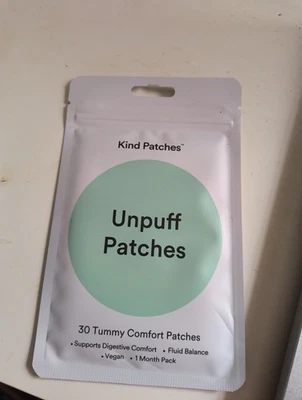 Kind Patches™
Unpuff
Patches
30 Tummy Comfort Patches
• Supports Digestive Comfort • Fluid Balance
• Vegan • 1 Month Pack